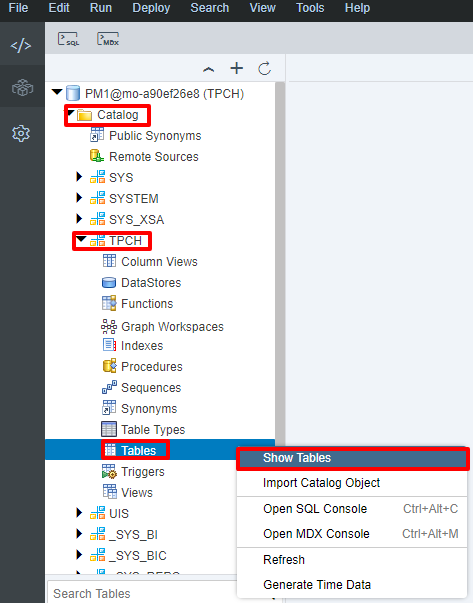 File Edit Run Deploy Search View Tools Help
SQL MDX
PM1@mo-a90ef26e8 (TPCH)
Catalog
Public Synonyms
Remote Sources
SYS
SYSTEM
SYS_XSA
TPCH
Column Views
DataStores
Functions
Graph Workspaces
Indexes
Procedures
Sequences
Synonyms
Table Types
Tables
Triggers
Views
UIS
_SYS_BI
_SYS_BIC
Show Tables
Import Catalog Object
Open SQL Console Ctrl+Alt+C
Open MDX Console Ctrl+Alt+M
Refresh
Generate Time Data
Search Tables